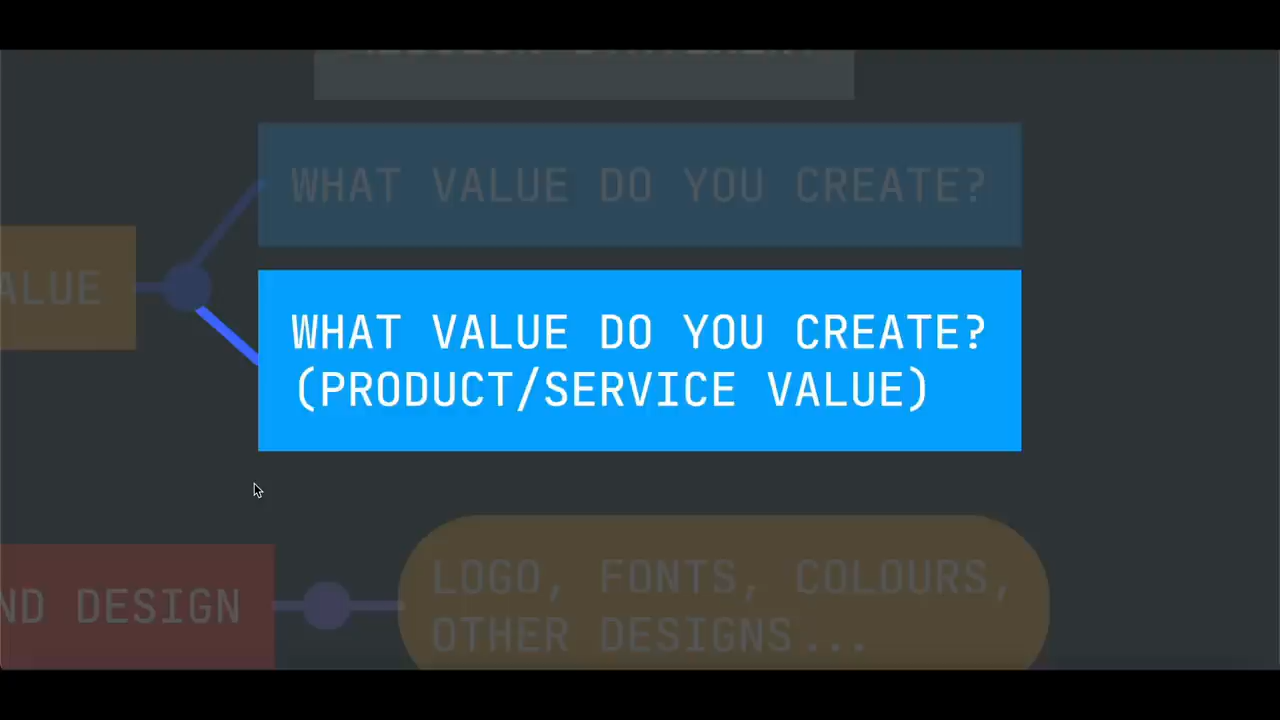 WHAT VALUE DO YOU CREATE?
ALUE
WHAT VALUE DO YOU CREATE?
(PRODUCT/SERVICE VALUE)
ND DESIGN
LOGO, FONTS, COLOURS,
OTHER DESIGNS...